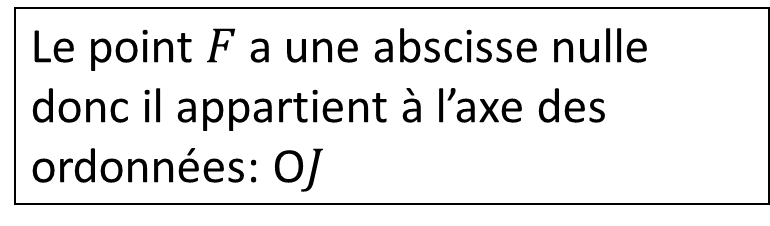 Le point F a une abscisse nulle
donc il appartient à l’axe des
ordonnées: OJ